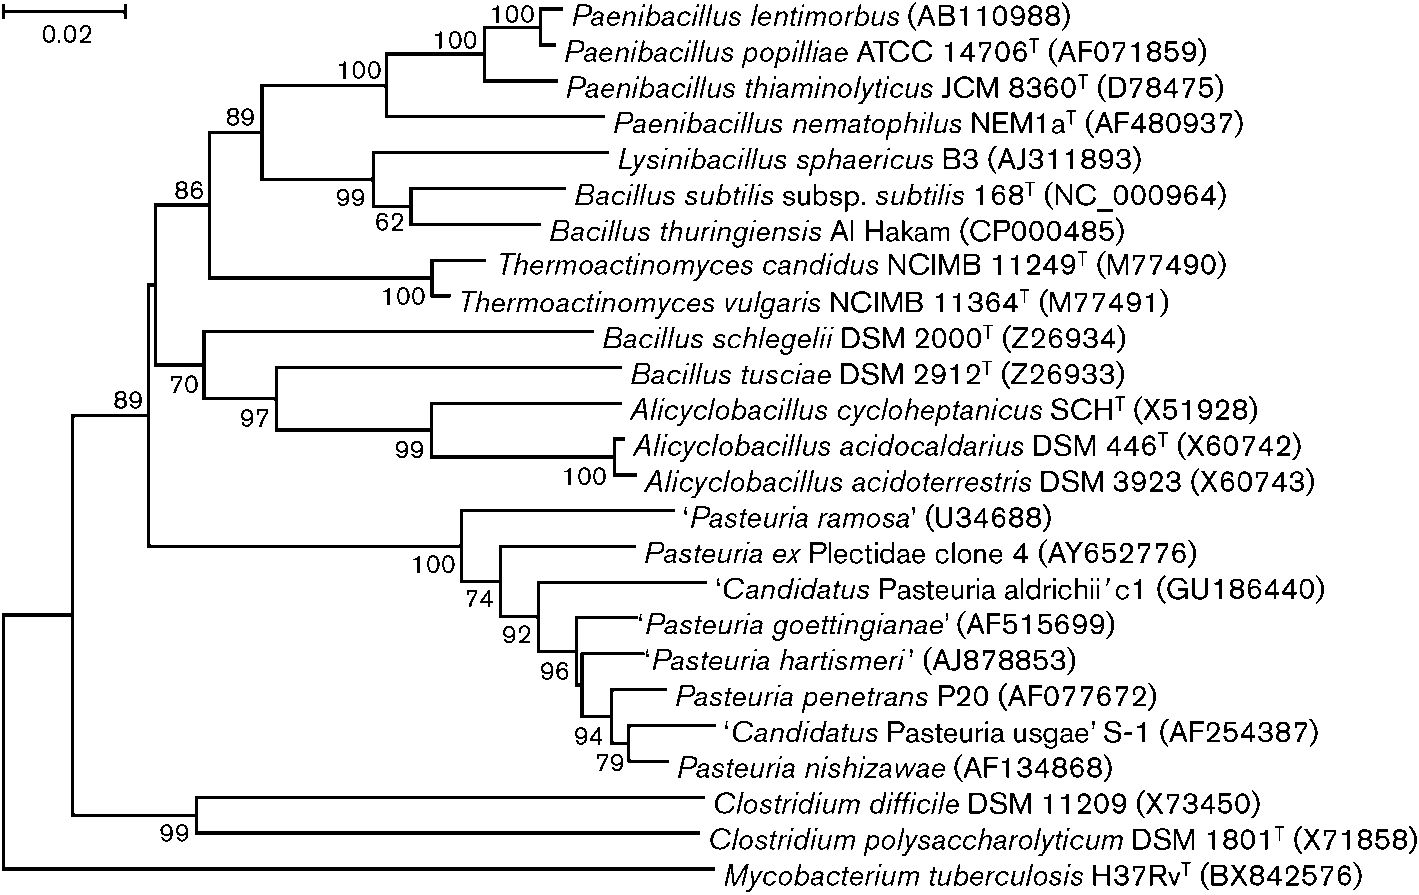 0.02
100 Paenibacillus lentimorbus (AB110988)
100 Paenibacillus popilliae ATCC 14706ᵀ (AF071859)
100 Paenibacillus thiaminolyticus JCM 8360ᵀ (D78475)
89 Paenibacillus nematophilus NEM1aᵀ (AF480937)
Lysinibacillus sphaericus B3 (AJ311893)
86 99 Bacillus subtilis subsp. subtilis 168ᵀ (NC_000964)
62 Bacillus thuringiensis Al Hakam (CP000485)
Thermoactinomyces candidus NCIMB 11249ᵀ (M77490)
100 Thermoactinomyces vulgaris NCIMB 11364ᵀ (M77491)
Bacillus schlegelii DSM 2000ᵀ (Z26934)
70 Bacillus tusciae DSM 2912ᵀ (Z26933)
89 97 Alicyclobacillus cycloheptanicus SCHᵀ (X51928)
99 Alicyclobacillus acidocaldarius DSM 446ᵀ (X60742)
100 Alicyclobacillus acidoterrestris DSM 3923 (X60743)
‘Pasteuria ramosa’ (U34688)
100 Pasteuria ex Plectidae clone 4 (AY652776)
74 ‘Candidatus Pasteuria aldrichii’ c1 (GU186440)
92 ‘Pasteuria goettingianae’ (AF515699)
96 ‘Pasteuria hartismeri’ (AJ878853)
Pasteuria penetrans P20 (AF077672)
94 ‘Candidatus Pasteuria usgae’ S-1 (AF254387)
79 Pasteuria nishizawae (AF134868)
Clostridium difficile DSM 11209 (X73450)
99 Clostridium polysaccharolyticum DSM 1801ᵀ (X71858)
Mycobacterium tuberculosis H37Rvᵀ (BX842576)